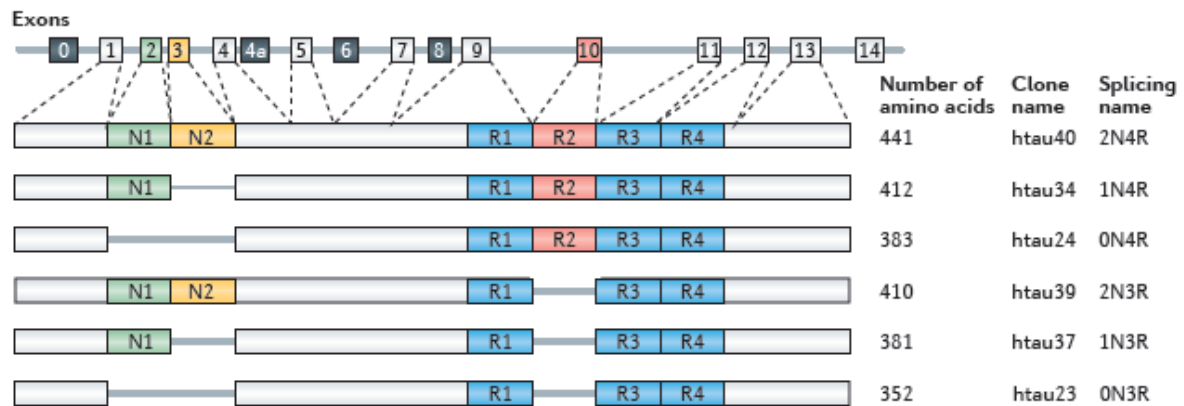 Exons
0 1 2 3 4 4a 5 6 7 8 9 10 11 12 13 14
Number of amino acids
Clone name
Splicing name
N1 N2 R1 R2 R3 R4 441 htau40 2N4R
N1 R1 R2 R3 R4 412 htau34 1N4R
R1 R2 R3 R4 383 htau24 0N4R
N1 N2 R1 R3 R4 410 htau39 2N3R
N1 R1 R3 R4 381 htau37 1N3R
R1 R3 R4 352 htau23 0N3R